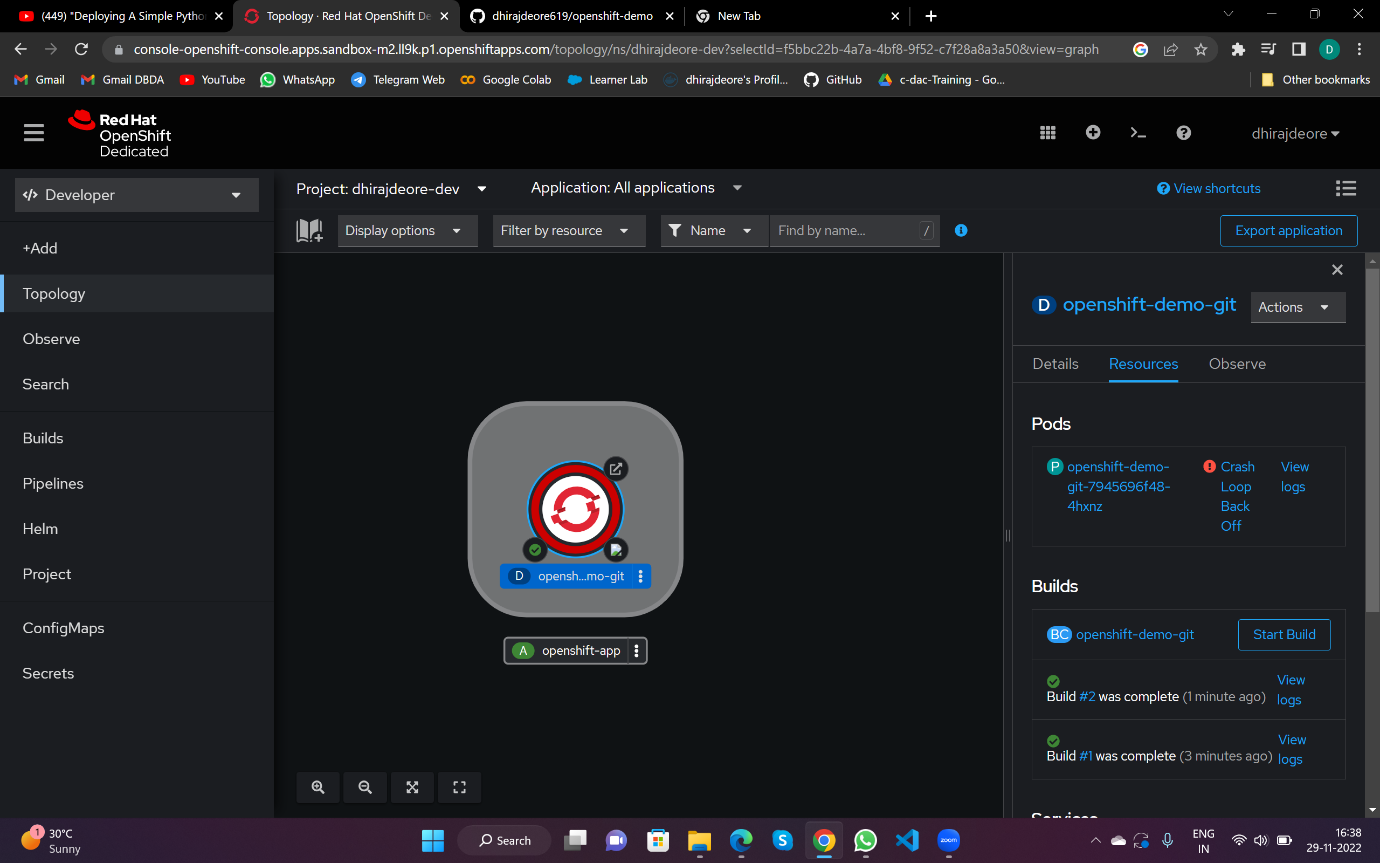 (449) "Deploying A Simple Pytho
Topology · Red Hat OpenShift De
dhirajdeore619/openshift-demo
New Tab
console-openshift-console.apps.sandbox-m2.ll9k.p1.openshiftapps.com/topology/ns/dhirajdeore-dev?selectId=f5bbc22b-4a7a-4bf8-9f52-c7f28a8a3a50&view=graph
D
Gmail
Gmail DBDA
YouTube
WhatsApp
Telegram Web
Google Colab
Learner Lab
dhirajdeore's Profil...
GitHub
c-dac-Training - Go...
Other bookmarks
Red Hat
OpenShift
Dedicated
dhirajdeore
Developer
+Add
Topology
Observe
Search
Builds
Pipelines
Helm
Project
ConfigMaps
Secrets
Project: dhirajdeore-dev
Application: All applications
View shortcuts
Display options
Filter by resource
Name
Find by name...
/
Export application
D opensh...mo-git
A openshift-app
D openshift-demo-git
Actions
Details
Resources
Observe
Pods
P openshift-demo-
git-7945696f48-
4hxnz
Crash
Loop
Back
Off
View
logs
Builds
BC openshift-demo-git
Start Build
Build #2 was complete (1 minute ago)
View
logs
Build #1 was complete (3 minutes ago)
View
logs
Services
1
30°C
Sunny
Search
zoom
ENG
IN
16:38
29-11-2022